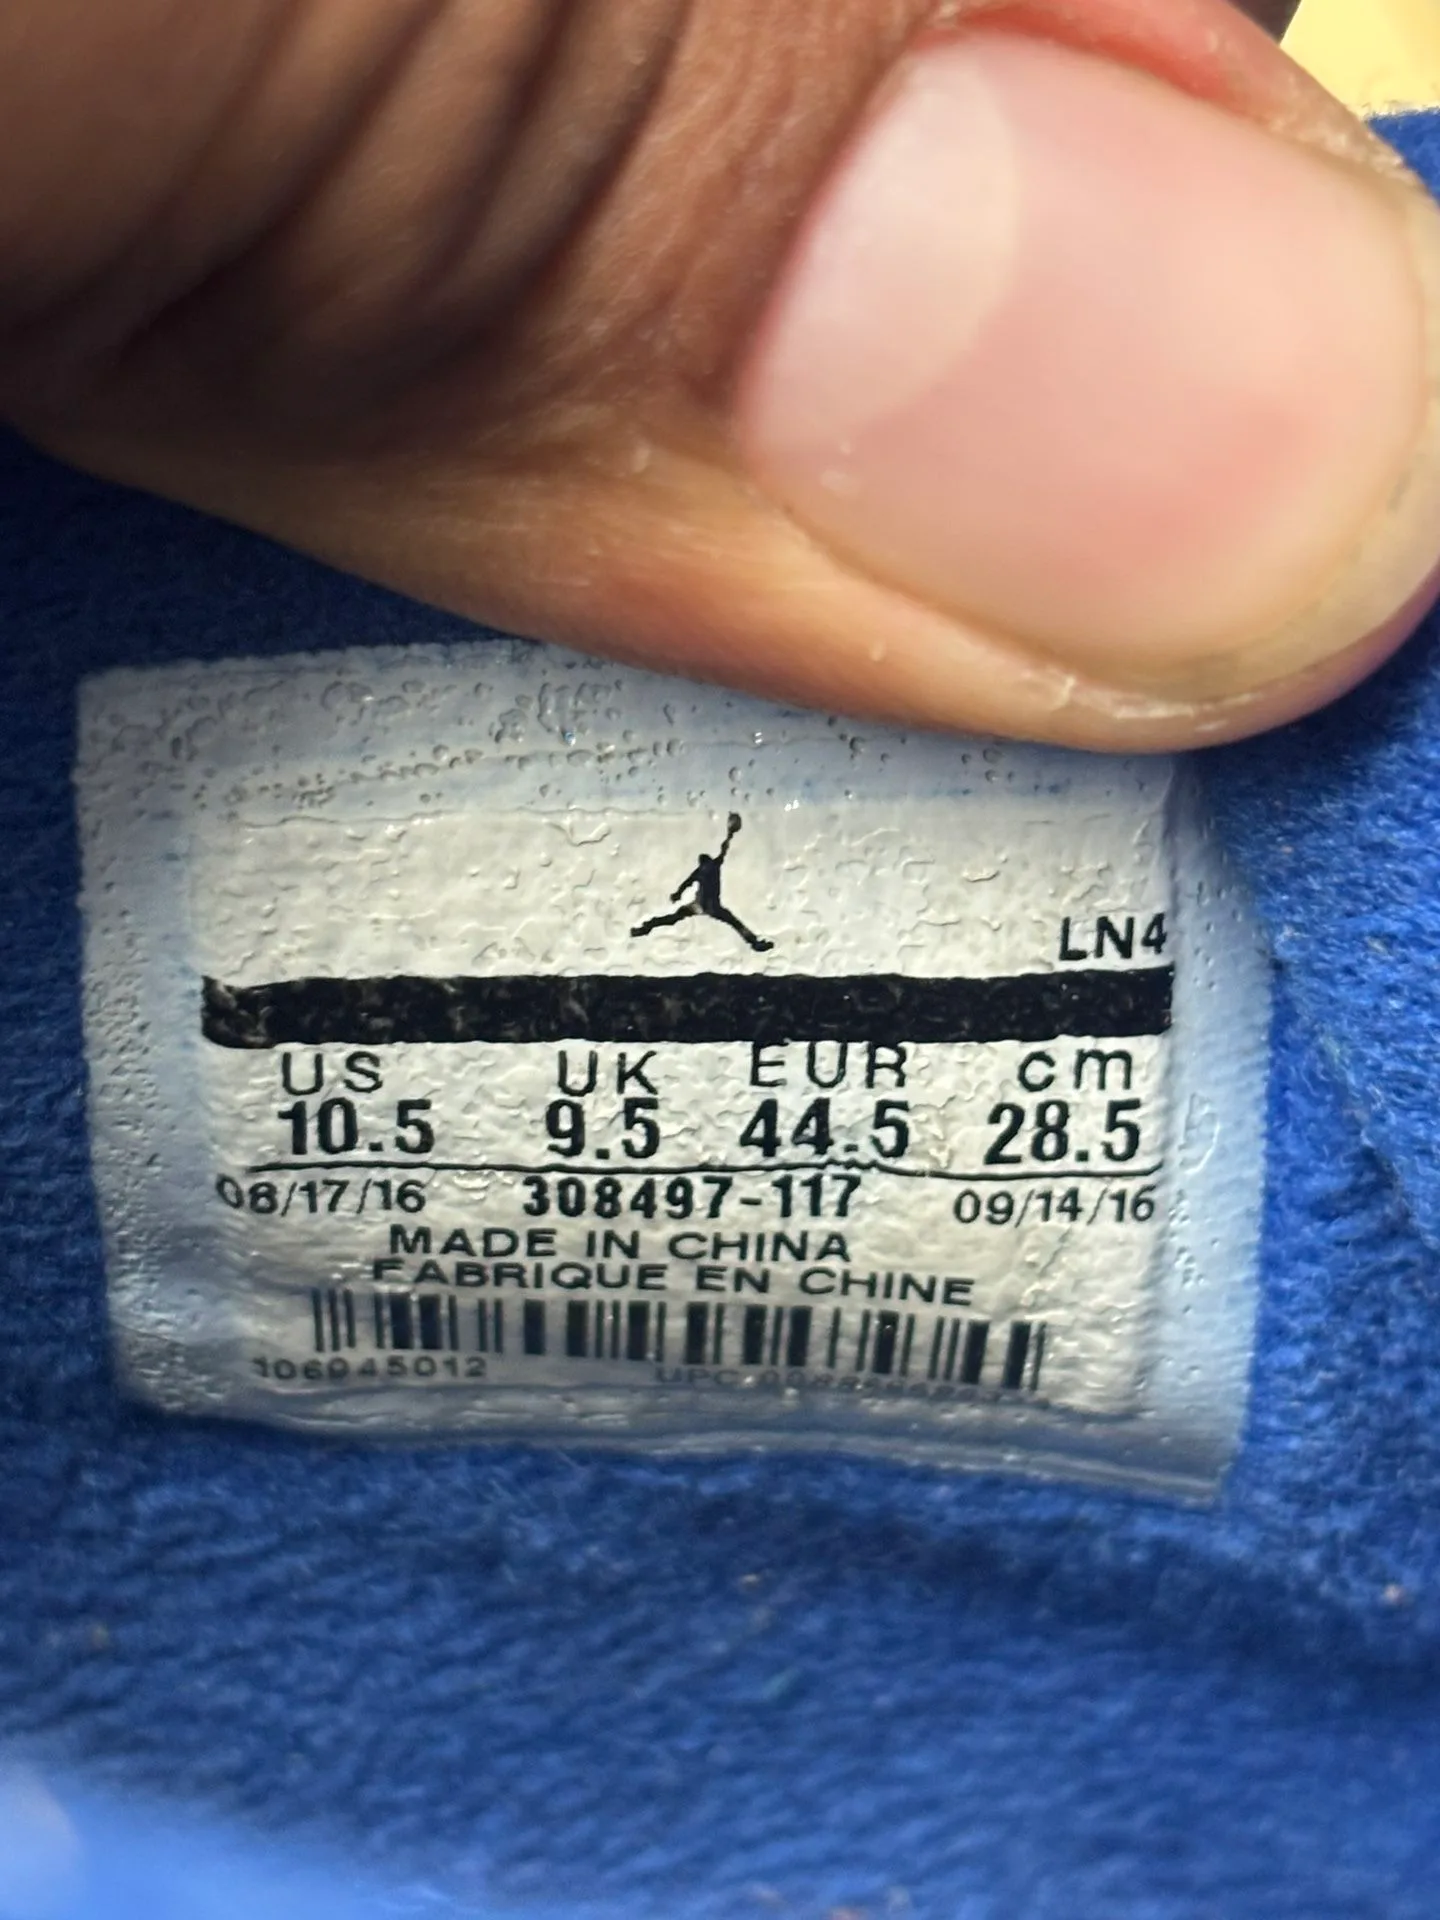 LN4
US UK EUR cm
10.5 9.5 44.5 28.5
08/17/16 308497-117 09/14/16
MADE IN CHINA
FABRIQUE EN CHINE
106945012 UPC